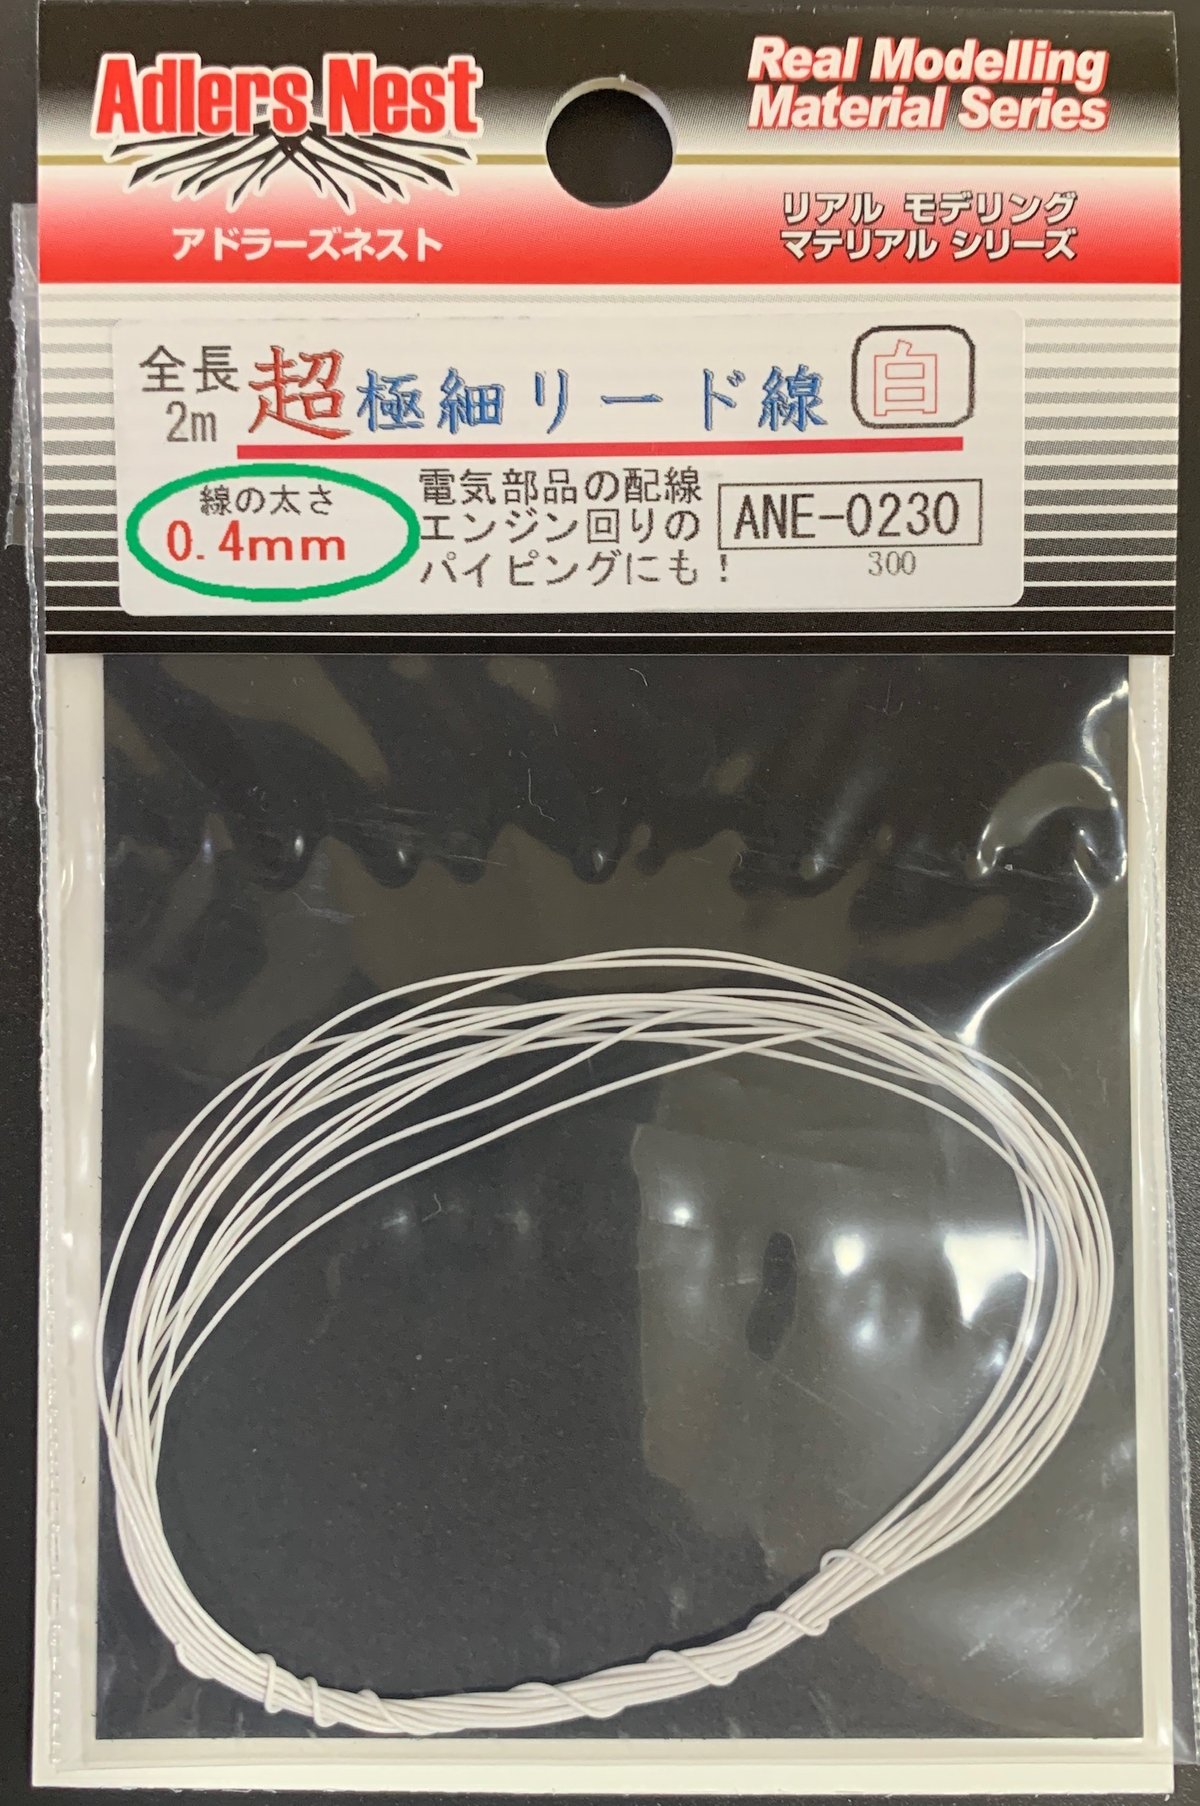 Adlers Nest
アドラーズネスト
Real Modelling
Material Series
リアル モデリング
マテリアル シリーズ
全長
2m
超極細リード線
白
線の太さ
0.4mm
電気部品の配線
エンジン回りの
パイピングにも！
ANE-0230
300